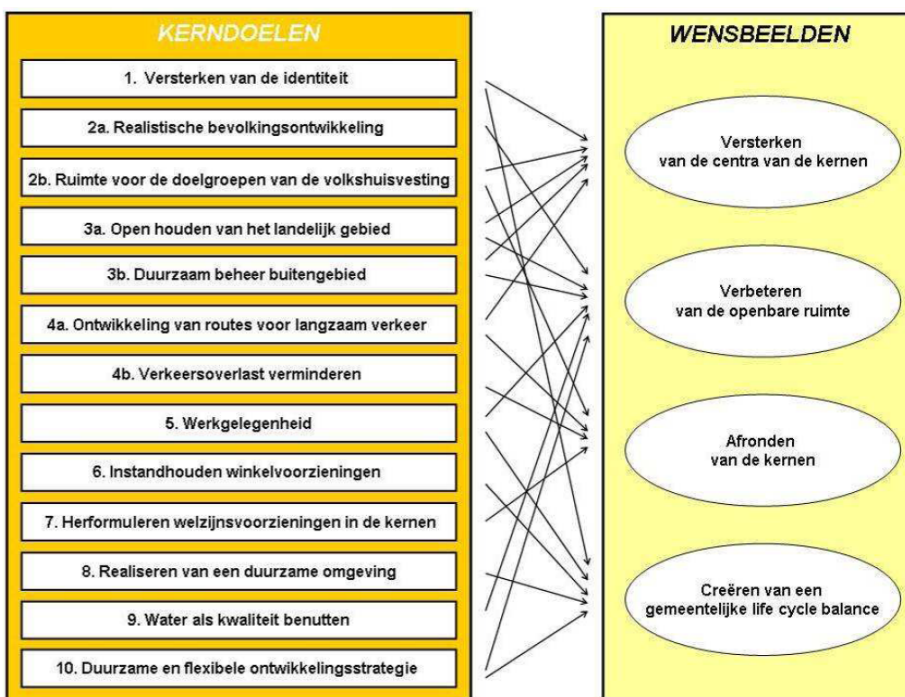 KERNDOELEN
1. Versterken van de identiteit
2a. Realistische bevolkingsontwikkeling
2b. Ruimte voor de doelgroepen van de volkshuisvesting
3a. Open houden van het landelijk gebied
3b. Duurzaam beheer buitengebied
4a. Ontwikkeling van routes voor langzaam verkeer
4b. Verkeersoverlast verminderen
5. Werkgelegenheid
6. Instandhouden winkelvoorzieningen
7. Herformuleren welzijnsvoorzieningen in de kernen
8. Realiseren van een duurzame omgeving
9. Water als kwaliteit benutten
10. Duurzame en flexibele ontwikkelingsstrategie
WENSBEELDEN
Versterken
van de centra van de kernen
Verbeteren
van de openbare ruimte
Afronden
van de kernen
Creëren van een
gemeentelijke life cycle balance